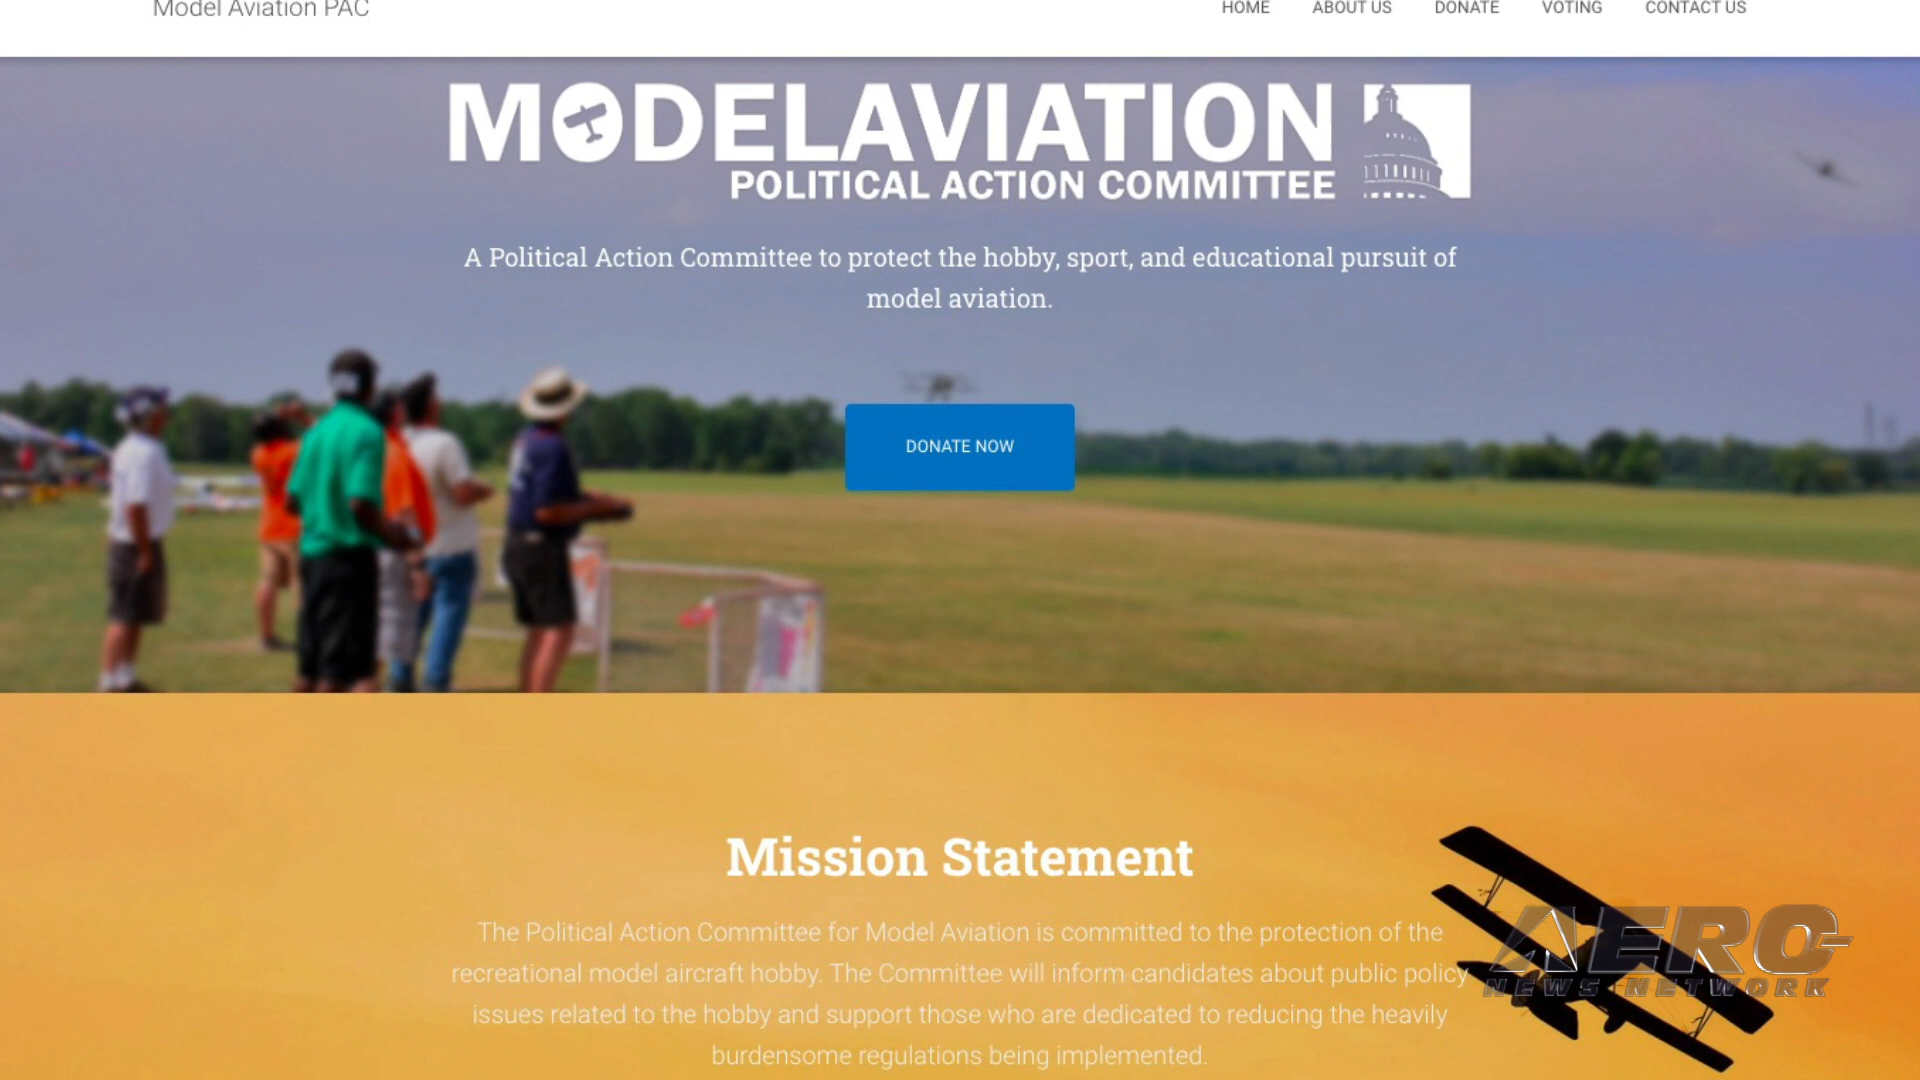 Model Aviation PAC
HOME ABOUT US DONATE VOTING CONTACT US
MODELAVIATION
POLITICAL ACTION COMMITTEE
A Political Action Committee to protect the hobby, sport, and educational pursuit of
model aviation.
DONATE NOW
Mission Statement
The Political Action Committee for Model Aviation is committed to the protection of the
recreational model aircraft hobby. The Committee will inform candidates about public policy
issues related to the hobby and support those who are dedicated to reducing the heavily
burdensome regulations being implemented.
AERO-
NEWS NETWORK